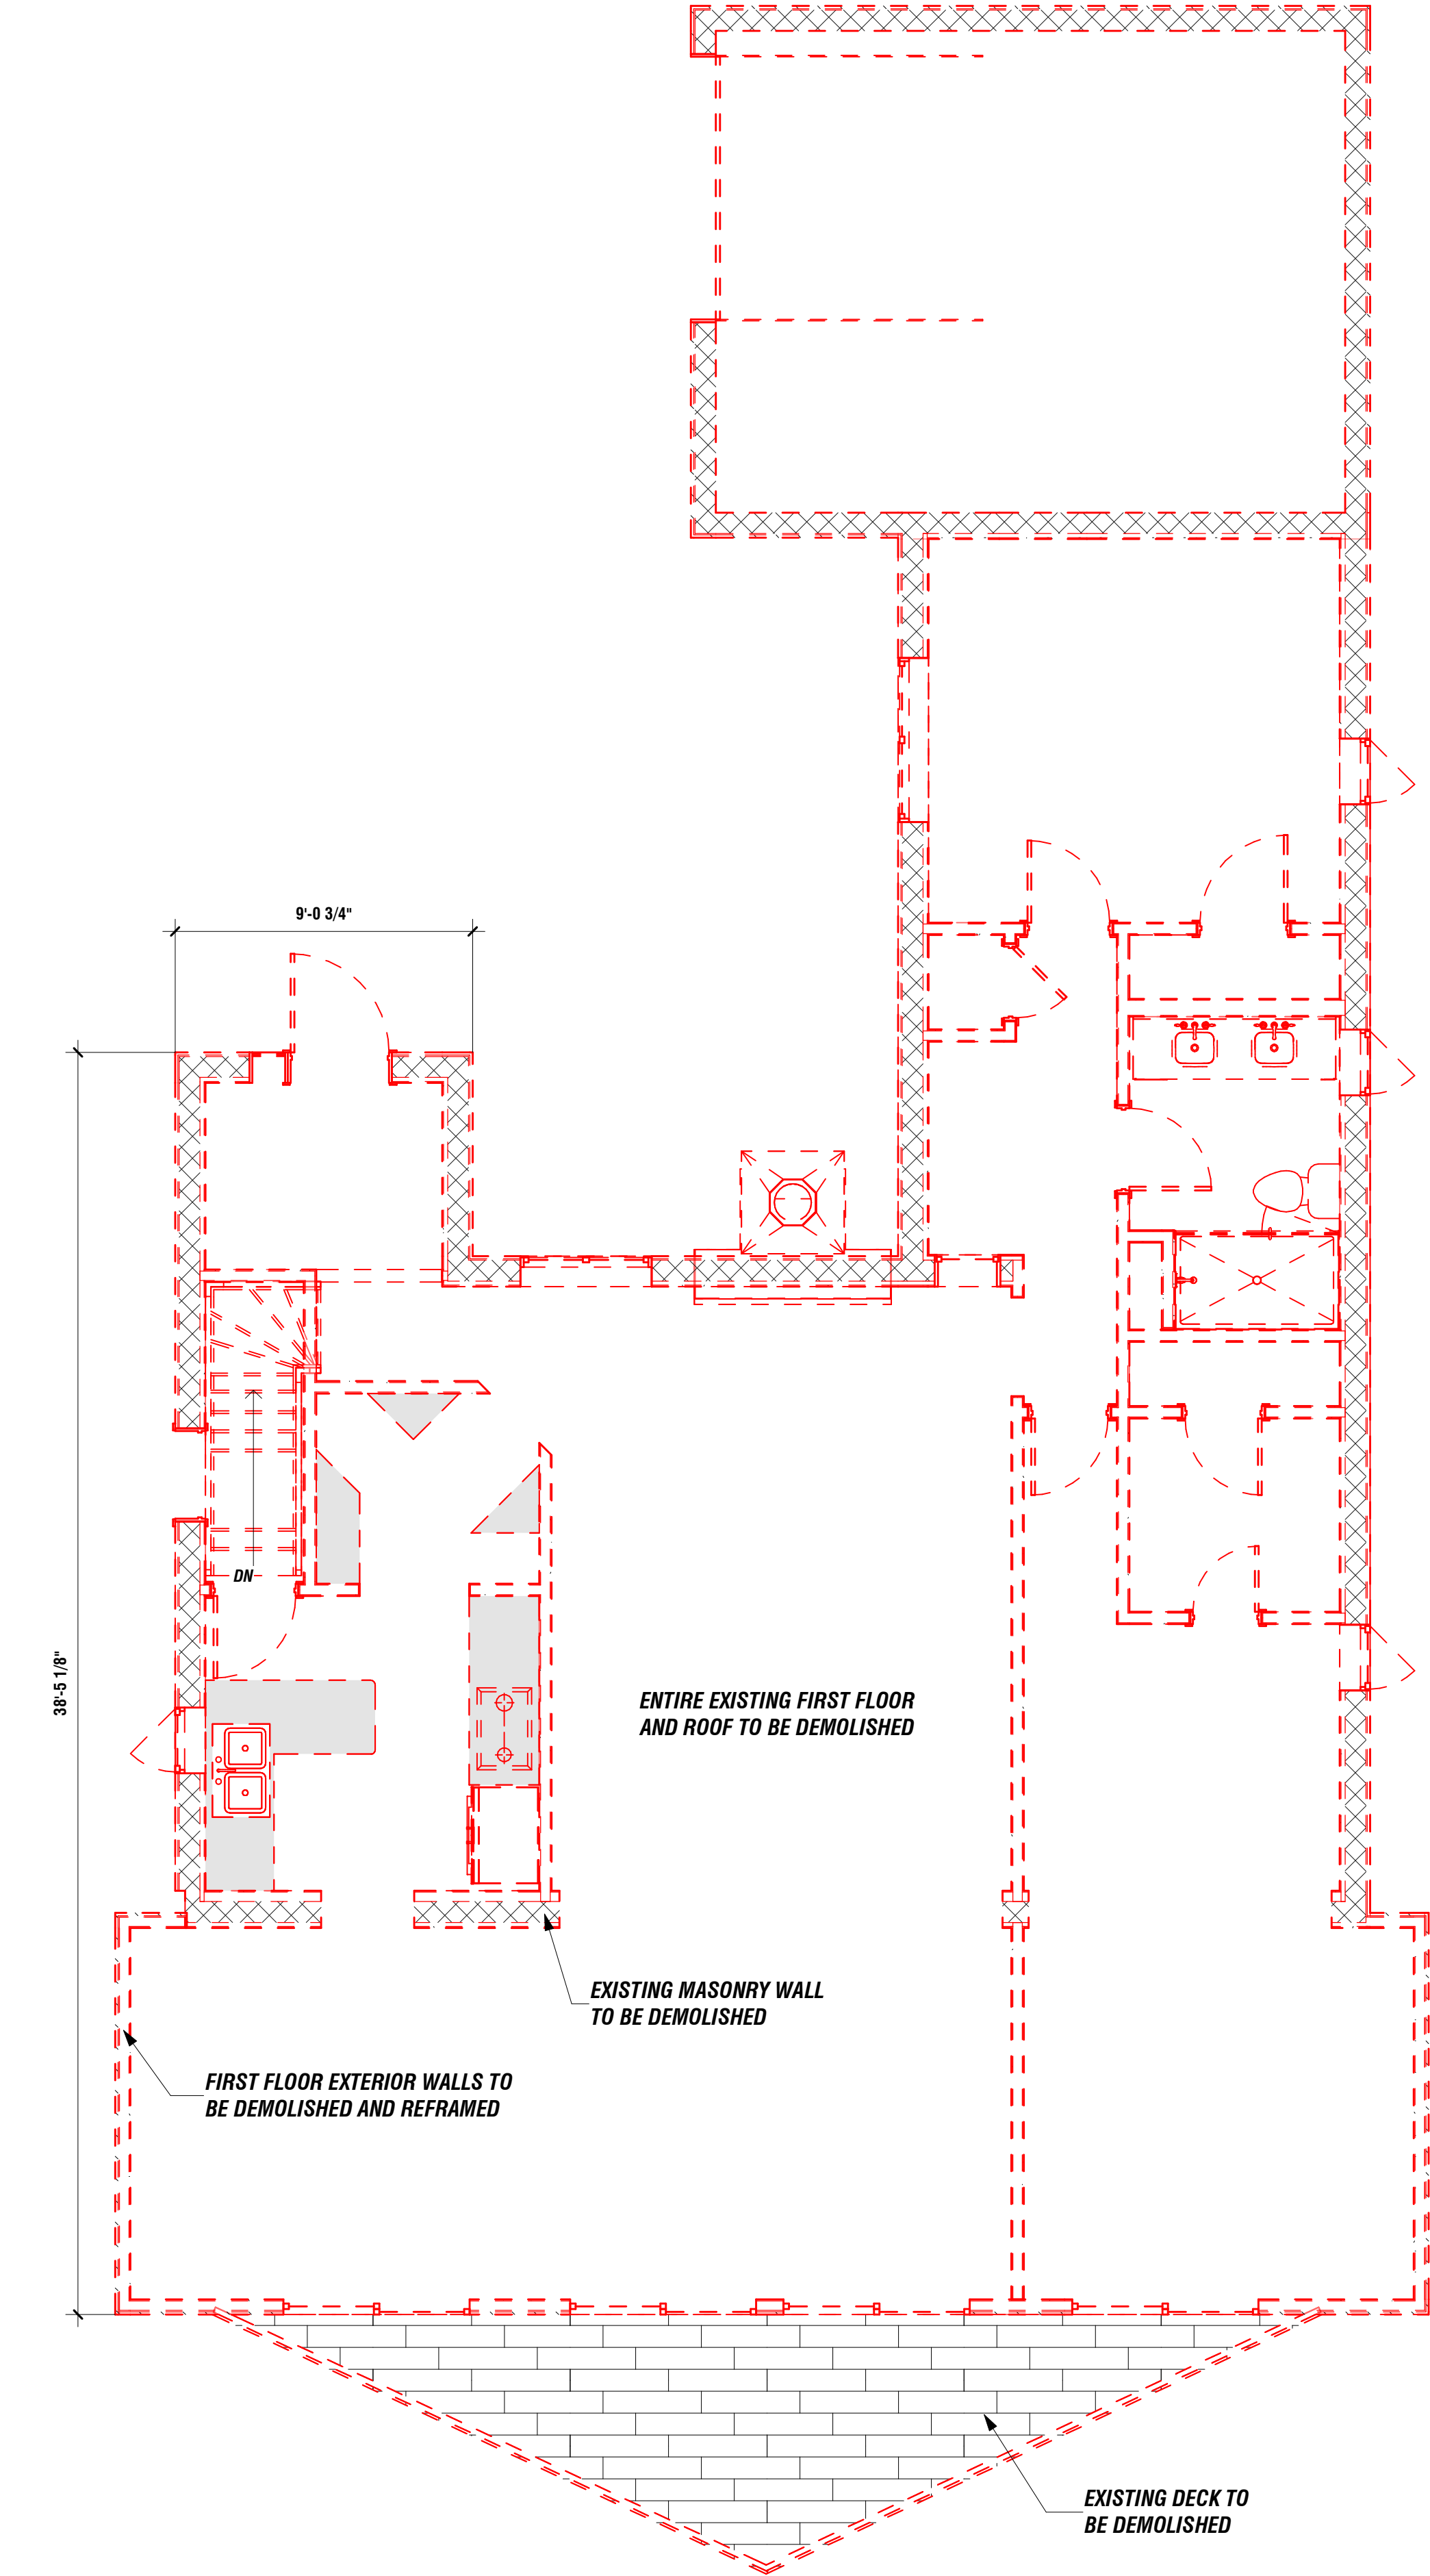 9'-0 3/4"
38'-5 1/8"
DN
ENTIRE EXISTING FIRST FLOOR
AND ROOF TO BE DEMOLISHED
EXISTING MASONRY WALL
TO BE DEMOLISHED
FIRST FLOOR EXTERIOR WALLS TO
BE DEMOLISHED AND REFRAMED
EXISTING DECK TO
BE DEMOLISHED